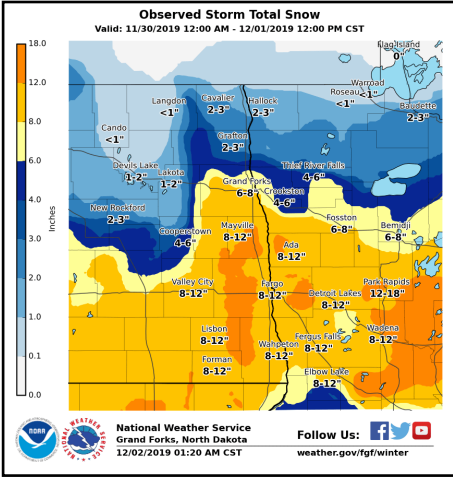 Observed Storm Total Snow
Valid: 11/30/2019 12:00 AM - 12/01/2019 12:00 PM CST
18.0
12.0
8.0
6.0
4.0
3.0
2.0
1.0
0.1
0.0
Inches
Flag Island
0"
Warroad
<1"
Roseau
<1"
Baudette
2-3"
Langdon
<1"
Cavalier
2-3"
Hallock
2-3"
Cando
<1"
Grafton
2-3"
Devils Lake
1-2"
Lakota
1-2"
Thief River Falls
4-6"
Grand Forks
6-8"
Crookston
4-6"
New Rockford
2-3"
Cooperstown
4-6"
Mayville
8-12"
Fosston
6-8"
Bemidji
6-8"
Ada
8-12"
Valley City
8-12"
Fargo
8-12"
Detroit Lakes
8-12"
Park Rapids
12-18"
Lisbon
8-12"
Wahpeton
8-12"
Fergus Falls
8-12"
Wadena
8-12"
Forman
8-12"
Elbow Lake
8-12"
NOAA
NATIONAL WEATHER SERVICE
National Weather Service
Grand Forks, North Dakota
12/02/2019 01:20 AM CST
Follow Us:
weather.gov/fgf/winter